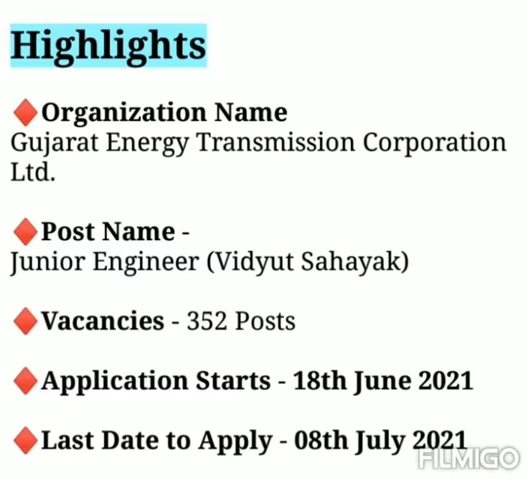 Highlights
♦Organization Name
Gujarat Energy Transmission Corporation
Ltd.
♦Post Name -
Junior Engineer (Vidyut Sahayak)
♦Vacancies - 352 Posts
♦Application Starts - 18th June 2021
♦Last Date to Apply - 08th July 2021
FILMIGO